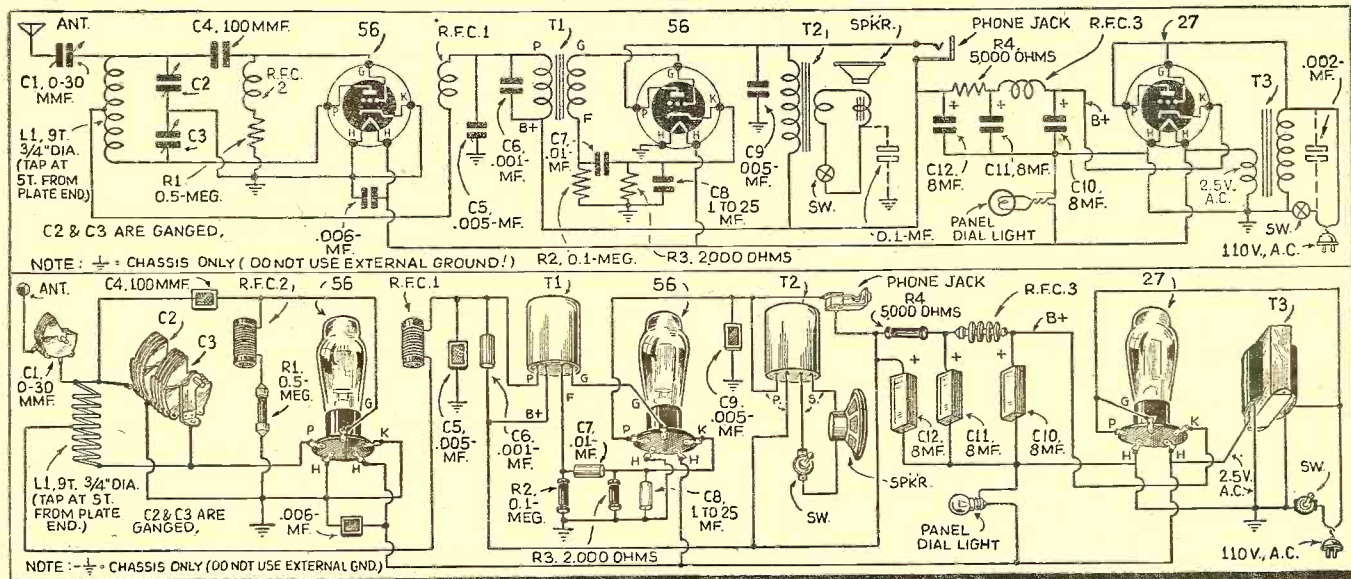 ANT.
C4, 100 MMF.
56
R.F.C.1
T1
56
T2
SPKR.
PHONE JACK
R.F.C.3
27
R4,
5000 OHMS
T3
.002-
MF.
C1, 0-30
MMF.
C2
C3
R.F.C.
2
G
P
K
H
H
P
G
B+
F
G
P
K
H
H
+
+
+
B+
G
P
K
H
H
L1, 9T.
3/4" DIA.
(TAP AT
5T. FROM
PLATE END)
R1
0.5-MEG.
C6,
.001-
MF.
C7,
.01-
MF.
C9
.005-
MF.
C12,
8MF.
C11, 8MF.
C10,
8MF.
2.5V.
A.C.
C5,
.005-MF.
C8
1 TO 25
MF.
SW.
PANEL
DIAL LIGHT
SW.
C2 & C3 ARE GANGED,
.006-
MF.
0.1-MF.
110V., A.C.
NOTE: = CHASSIS ONLY (DO NOT USE EXTERNAL GROUND!)
R2, 0.1-MEG.
R3, 2,000 OHMS
ANT.
C4, 100MMF.
R.F.C.2
56
R.F.C.1
T1
56
T2
PHONE JACK
R4
5000 OHMS
R.F.C.3
27
T3
C2
C3
B+
C1,
0-30
MMF.
R1.
0.5-
MEG.
P
G
B+
F
G
P.
S.
+
+
+
G
C9
.005-
MF.
P
K
H
H
C5,
.005-
MF.
C6,
.001-
MF.
C7,
.01-
MF.
P
K
H
H
C12,
8MF.
C11,
8MF.
C10,
8MF.
P
K
H
H
L1, 9T. 3/4" DIA.
(TAP AT 5T.
FROM PLATE
END.)
C2 & C3 ARE
GANGED,
.006-
MF.
R2,
0.1-
MEG.
C8,
1 TO 25
MF.
SW.
SPKR.
2.5V.
A.C.
SW.
PANEL
DIAL LIGHT
R3, 2,000 OHMS
110V., A.C.
NOTE:- = CHASSIS ONLY (DO NOT USE EXTERNAL GND.)